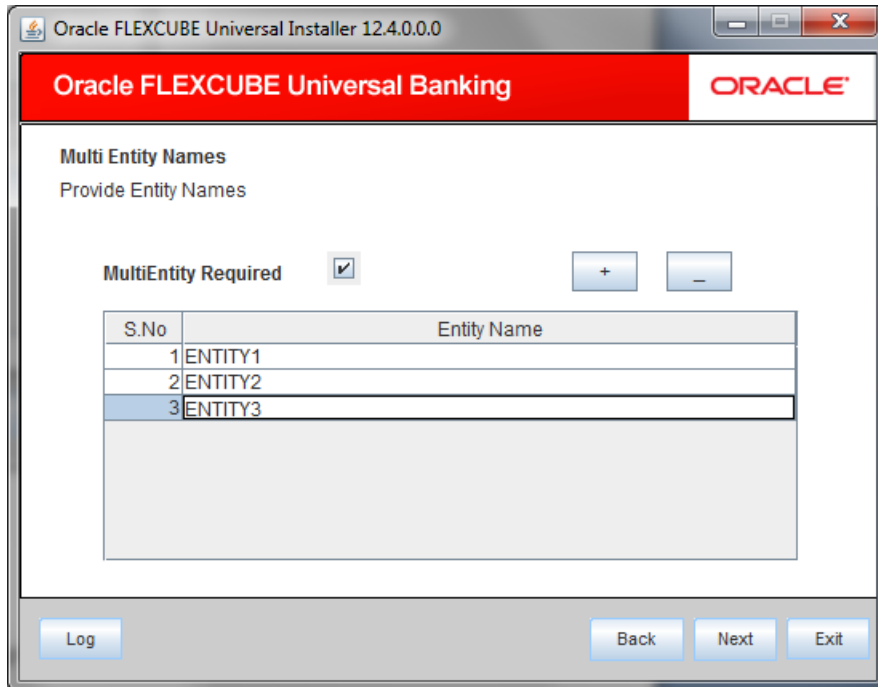 Oracle FLEXCUBE Universal Installer 12.4.0.0.0
Oracle FLEXCUBE Universal Banking
ORACLE
Multi Entity Names
Provide Entity Names
MultiEntity Required
+ _
S.No Entity Name
1 ENTITY1
2 ENTITY2
3 ENTITY3
Log Back Next Exit